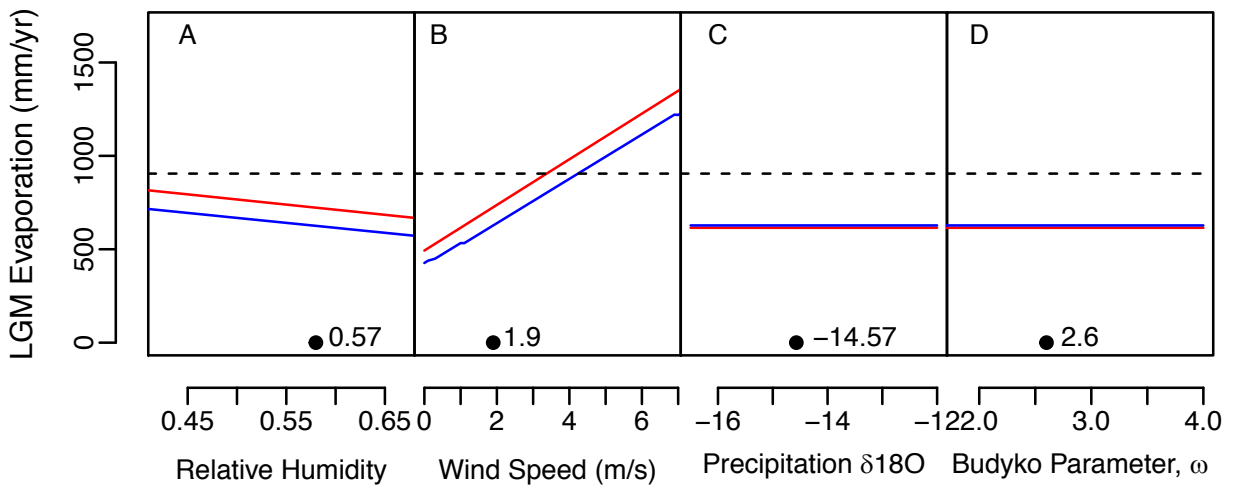 LGM Evaporation (mm/yr)
0 500 1000 1500
A B C D
0.57 1.9 −14.57 2.6
0.45 0.55 0.65 0 2 4 6 −16 −14 −12 2.0 3.0 4.0
Relative Humidity Wind Speed (m/s) Precipitation δ18O Budyko Parameter, ω